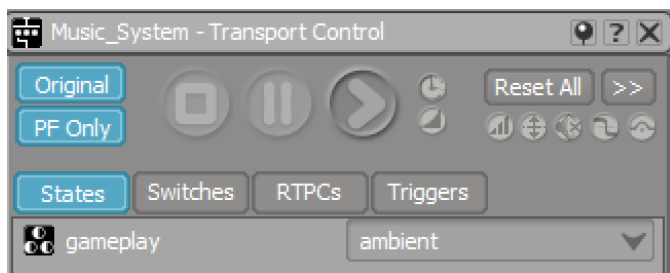 Music_System - Transport Control ?
Original Reset All >>
PF Only
States Switches RTPCs Triggers
gameplay ambient